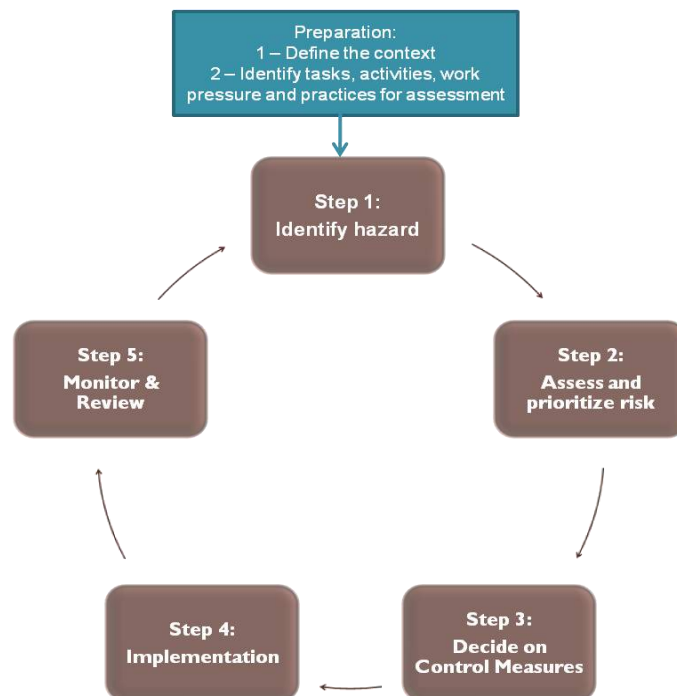 Preparation:
1 – Define the context
2 – Identify tasks, activities, work
pressure and practices for assessment
Step 1:
Identify hazard
Step 2:
Assess and
prioritize risk
Step 3:
Decide on
Control Measures
Step 4:
Implementation
Step 5:
Monitor &
Review